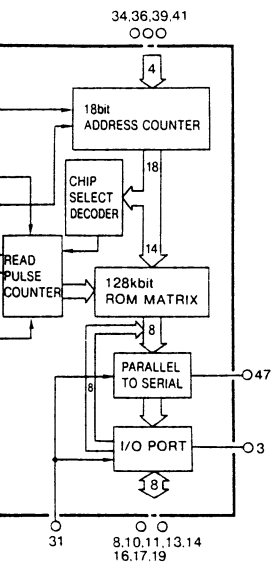 34,36,39,41
4
18bit
ADDRESS COUNTER
18
CHIP
SELECT
DECODER
14
READ
PULSE
COUNTER
128kbit
ROM MATRIX
8
8
PARALLEL
TO SERIAL
47
I/O PORT
3
8
31
8,10,11,13,14
16,17,19